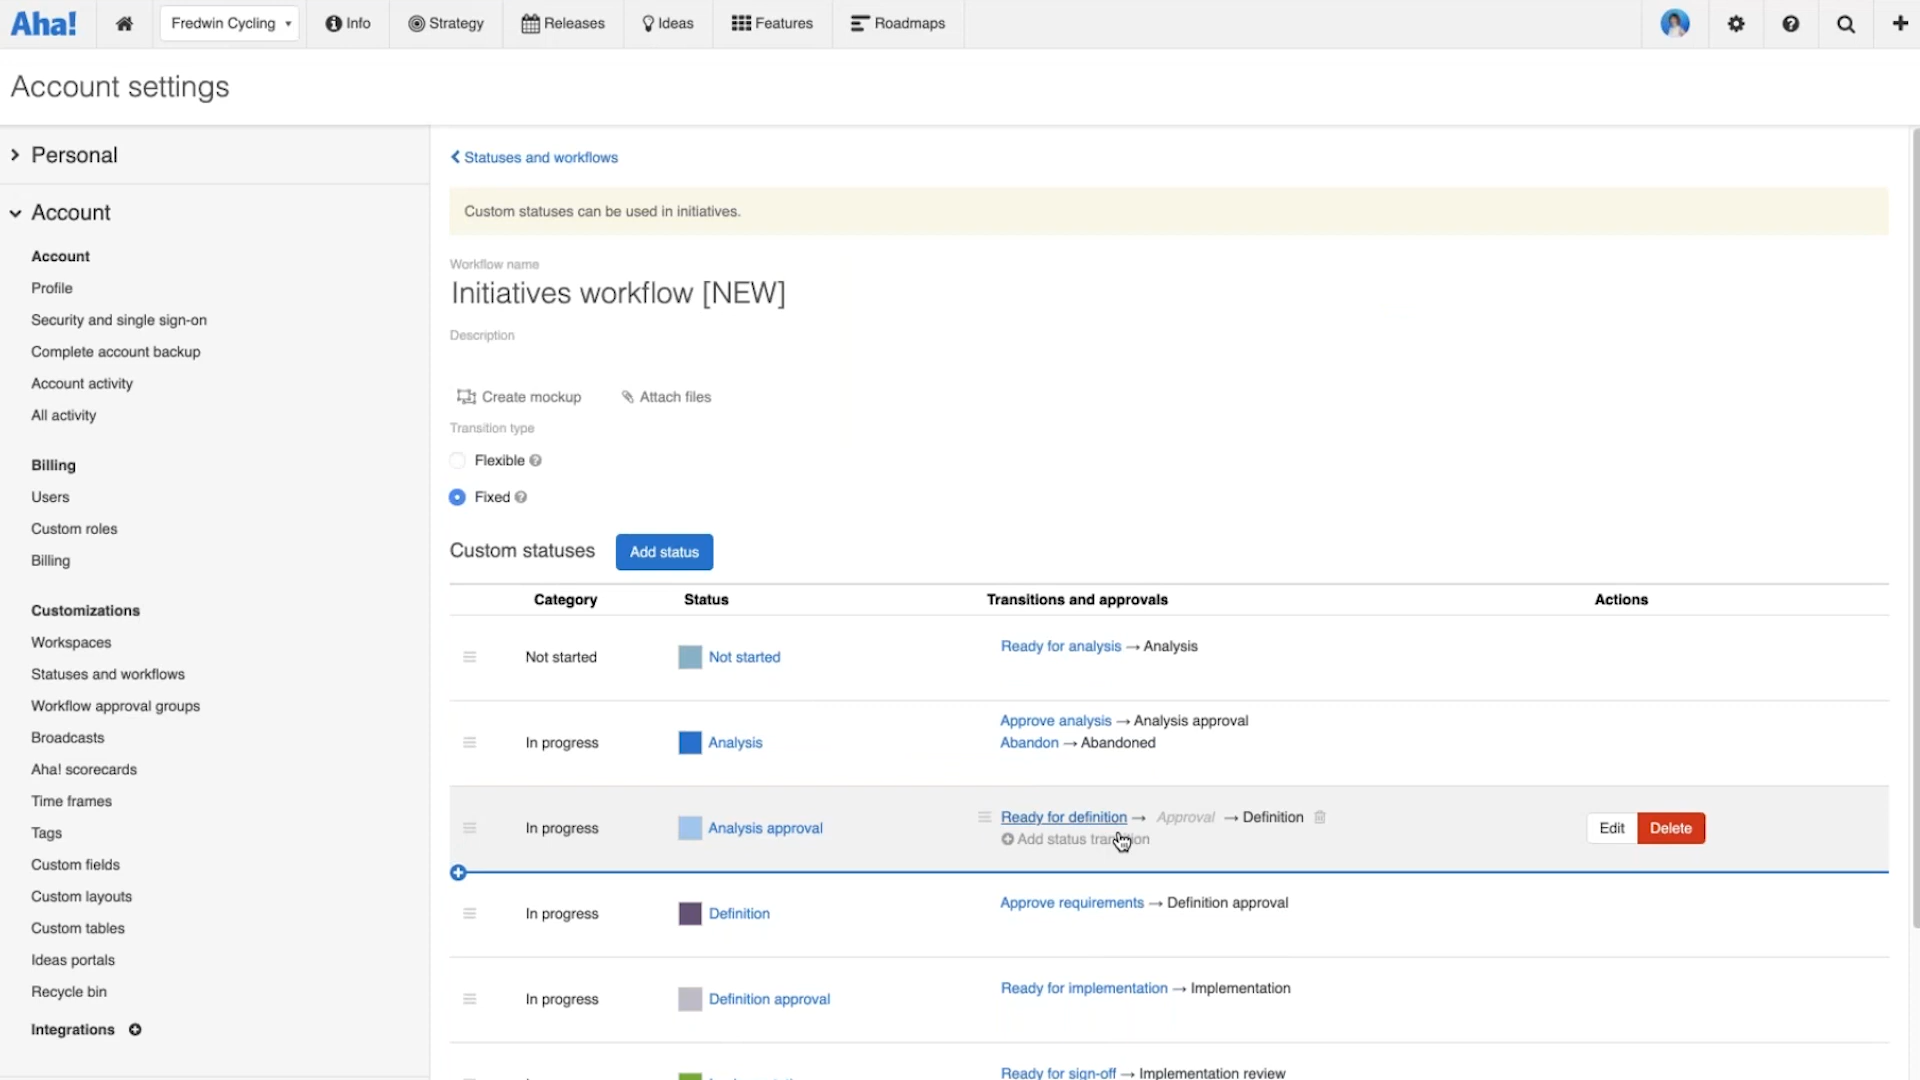 Aha!
Fredwin Cycling
Info
Strategy
Releases
Ideas
Features
Roadmaps
Account settings
Personal
Account
Account
Profile
Security and single sign-on
Complete account backup
Account activity
All activity
Billing
Users
Custom roles
Billing
Customizations
Workspaces
Statuses and workflows
Workflow approval groups
Broadcasts
Aha! scorecards
Time frames
Tags
Custom fields
Custom layouts
Custom tables
Ideas portals
Recycle bin
Integrations
Statuses and workflows
Custom statuses can be used in initiatives.
Workflow name
Initiatives workflow [NEW]
Description
Create mockup Attach files
Transition type
Flexible
Fixed
Custom statuses Add status
Category Status Transitions and approvals Actions
Not started Not started Ready for analysis → Analysis
In progress Analysis Approve analysis → Analysis approval
Abandon → Abandoned
In progress Analysis approval Ready for definition → Approval → Definition Edit Delete
Add status transition
In progress Definition Approve requirements → Definition approval
In progress Definition approval Ready for implementation → Implementation
Ready for sign-off → Implementation review